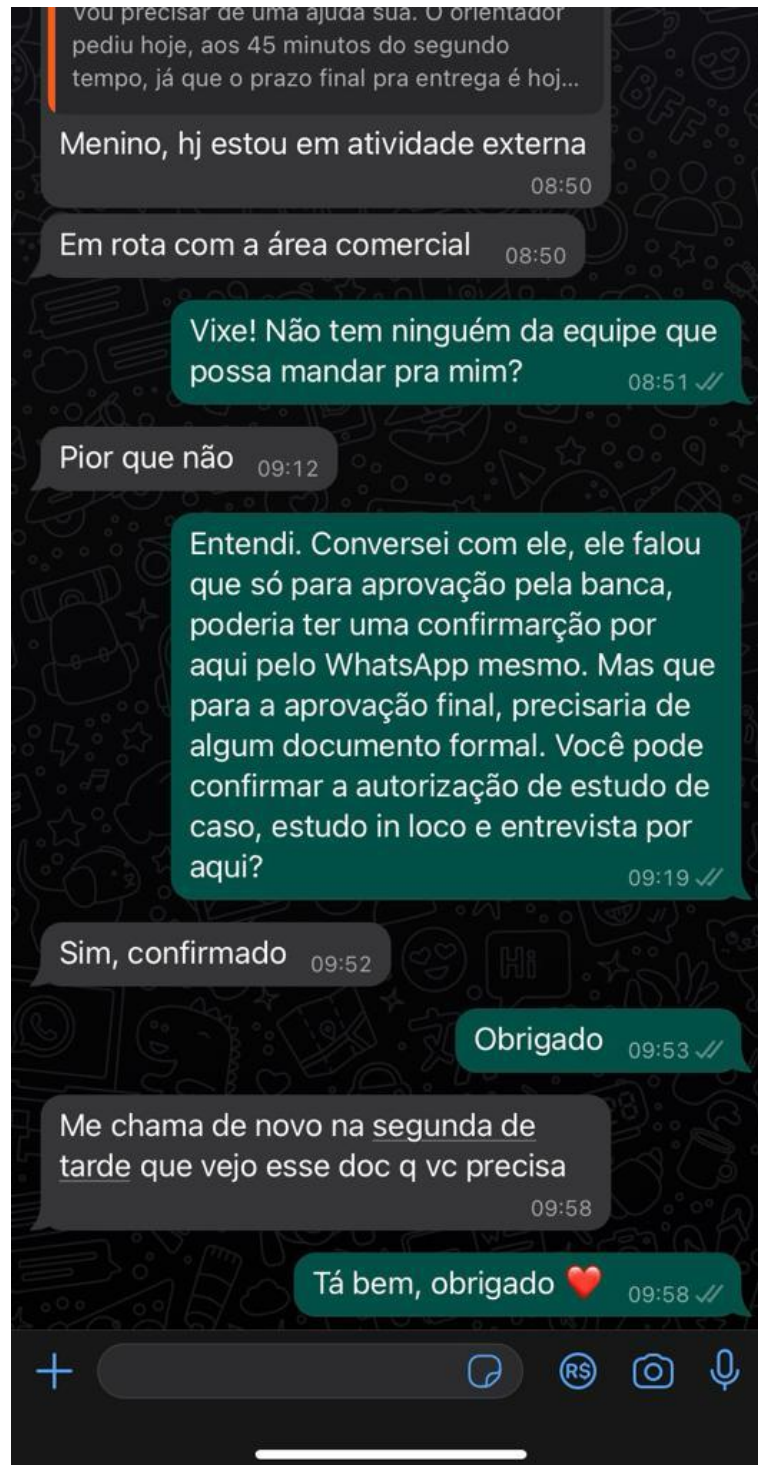 Vou precisar de uma ajuda sua. O orientador
pediu hoje, aos 45 minutos do segundo
tempo, já que o prazo final pra entrega é hoj...
Menino, hj estou em atividade externa
08:50
Em rota com a área comercial 08:50
Vixe! Não tem ninguém da equipe que
possa mandar pra mim? 08:51
Pior que não 09:12
Entendi. Conversei com ele, ele falou
que só para aprovação pela banca,
poderia ter uma confirmarção por
aqui pelo WhatsApp mesmo. Mas que
para a aprovação final, precisaria de
algum documento formal. Você pode
confirmar a autorização de estudo de
caso, estudo in loco e entrevista por
aqui? 09:19
Sim, confirmado 09:52
Obrigado 09:53
Me chama de novo na segunda de
tarde que vejo esse doc q vc precisa
09:58
Tá bem, obrigado ❤️ 09:58
R$